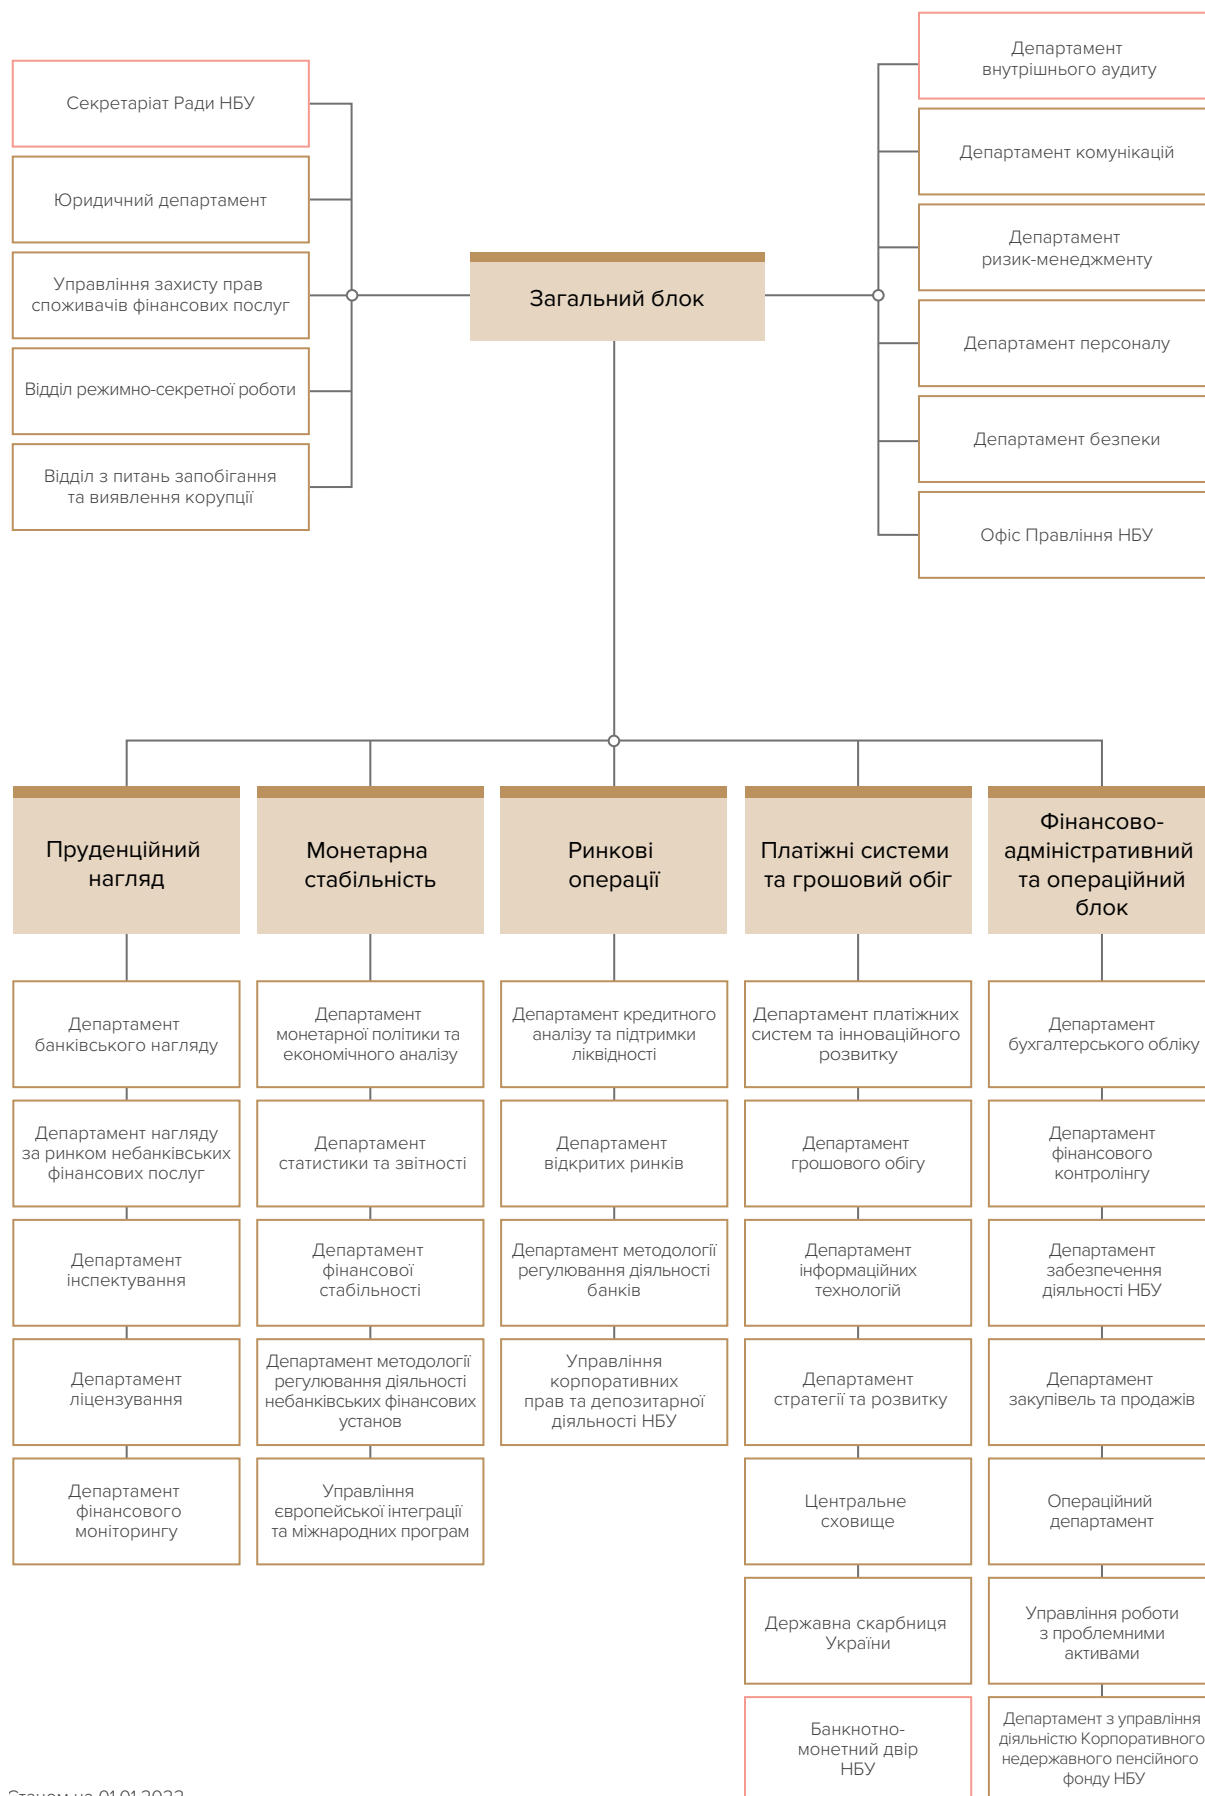 Секретаріат Ради НБУ
Юридичний департамент
Управління захисту прав
споживачів фінансових послуг
Відділ режимно-секретної роботи
Відділ з питань запобігання
та виявлення корупції
Загальний блок
Департамент
внутрішнього аудиту
Департамент комунікацій
Департамент
ризик-менеджменту
Департамент персоналу
Департамент безпеки
Офіс Правління НБУ
Пруденційний
нагляд
Департамент
банківського нагляду
Департамент нагляду
за ринком небанківських
фінансових послуг
Департамент
інспектування
Департамент
ліцензування
Департамент
фінансового
моніторингу
Монетарна
стабільність
Департамент
монетарної політики та
економічного аналізу
Департамент
статистики та звітності
Департамент
фінансової
стабільності
Департамент методології
регулювання діяльності
небанківських фінансових
установ
Управління
європейської інтеграції
та міжнародних програм
Ринкові
операції
Департамент кредитного
аналізу та підтримки
ліквідності
Департамент
відкритих ринків
Департамент методології
регулювання діяльності
банків
Управління
корпоративних
прав та депозитарної
діяльності НБУ
Платіжні системи
та грошовий обіг
Департамент платіжних
систем та інноваційного
розвитку
Департамент
грошового обігу
Департамент
інформаційних
технологій
Департамент
стратегії та розвитку
Центральне
сховище
Державна скарбниця
України
Банкнотно-
монетний двір
НБУ
Фінансово-
адміністративний
та операційний
блок
Департамент
бухгалтерського обліку
Департамент
фінансового
контролінгу
Департамент
забезпечення
діяльності НБУ
Департамент
закупівель та продажів
Операційний
департамент
Управління роботи
з проблемними
активами
Департамент з управління
діяльністю Корпоративного
недержавного пенсійного
фонду НБУ
Станом на 01.01.2022